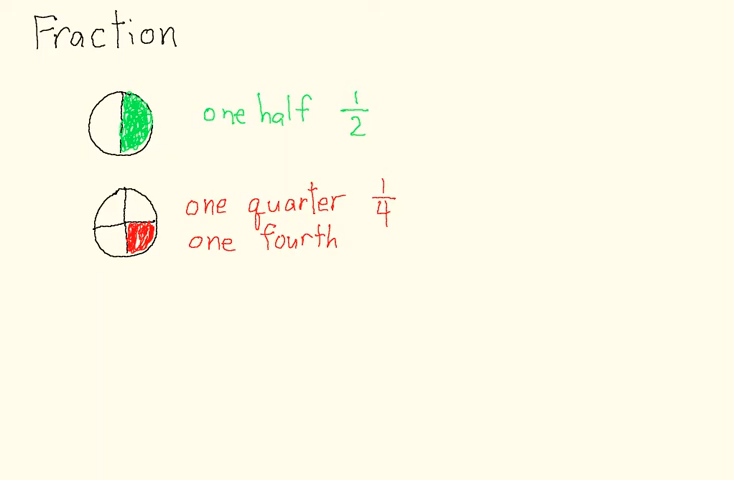 Fraction
one half 1/2
one quarter 1/4
one fourth